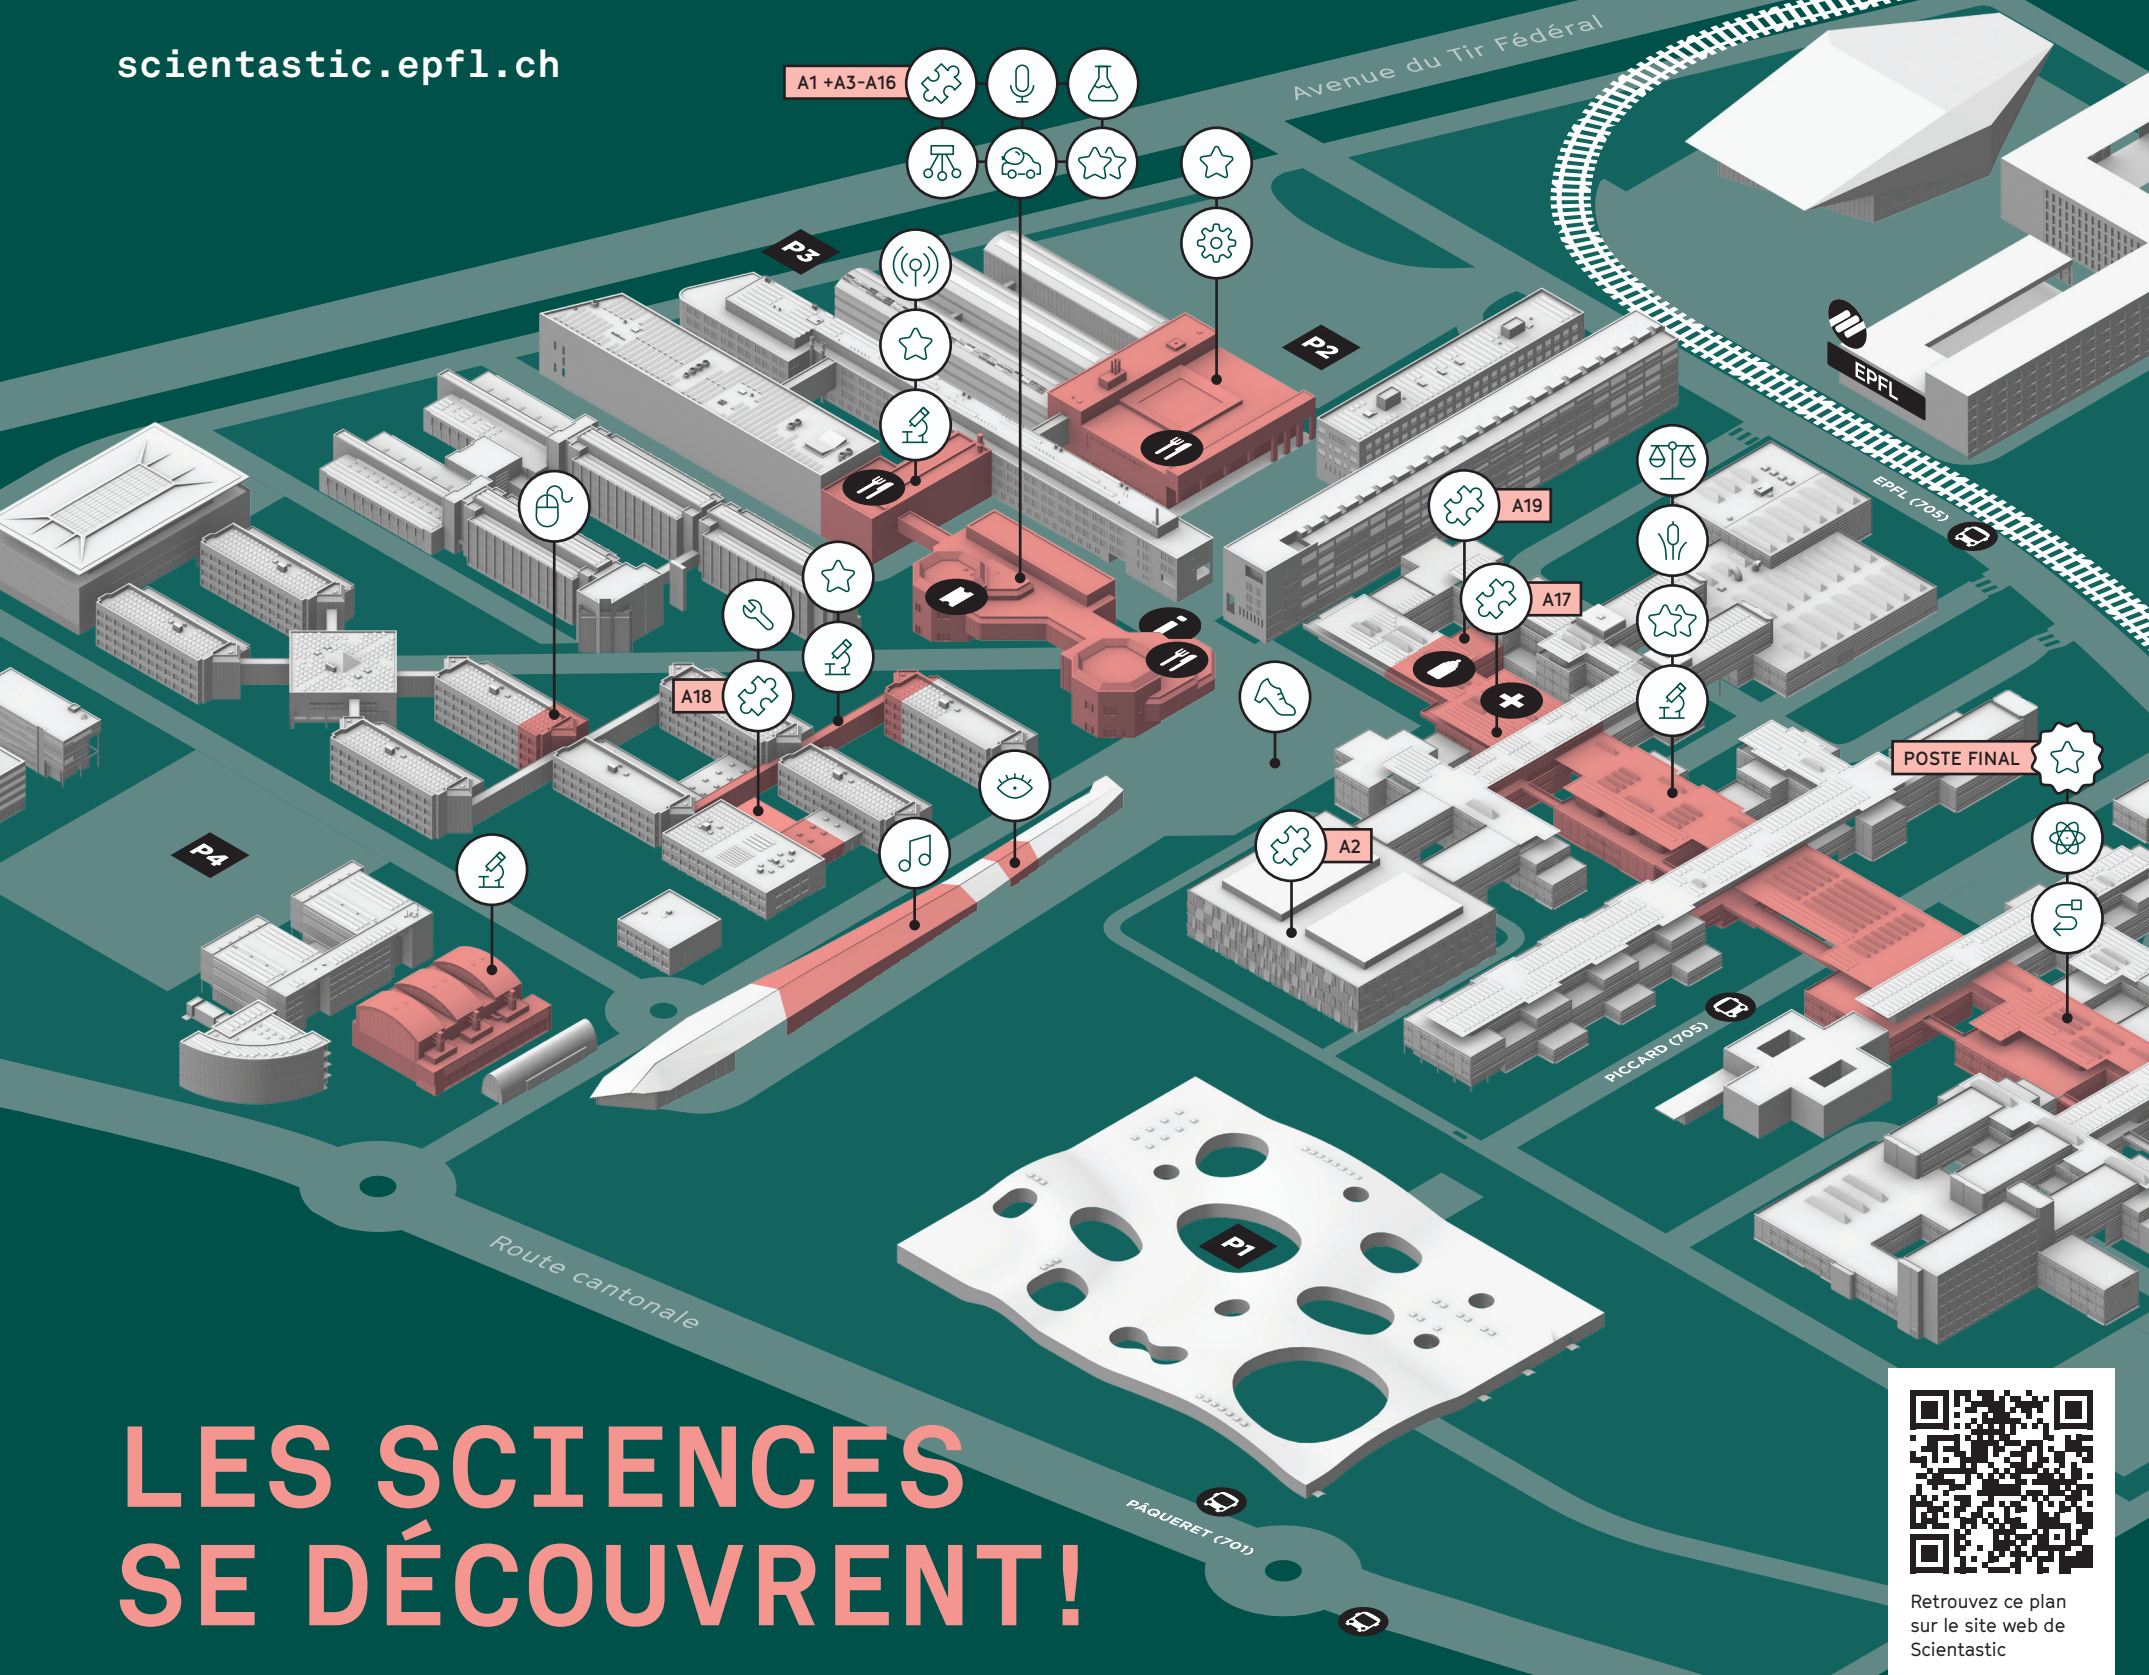 scientastic.epfl.ch
Avenue du Tir Fédéral
A1 +A3-A16
P3
P2
EPFL
EPFL (705)
A19
A17
A18
POSTE FINAL
A2
P4
PICCARD (705)
P1
Route cantonale
LES SCIENCES
SE DÉCOUVRENT!
PÂQUERET (701)
Retrouvez ce plan
sur le site web de
Scientastic